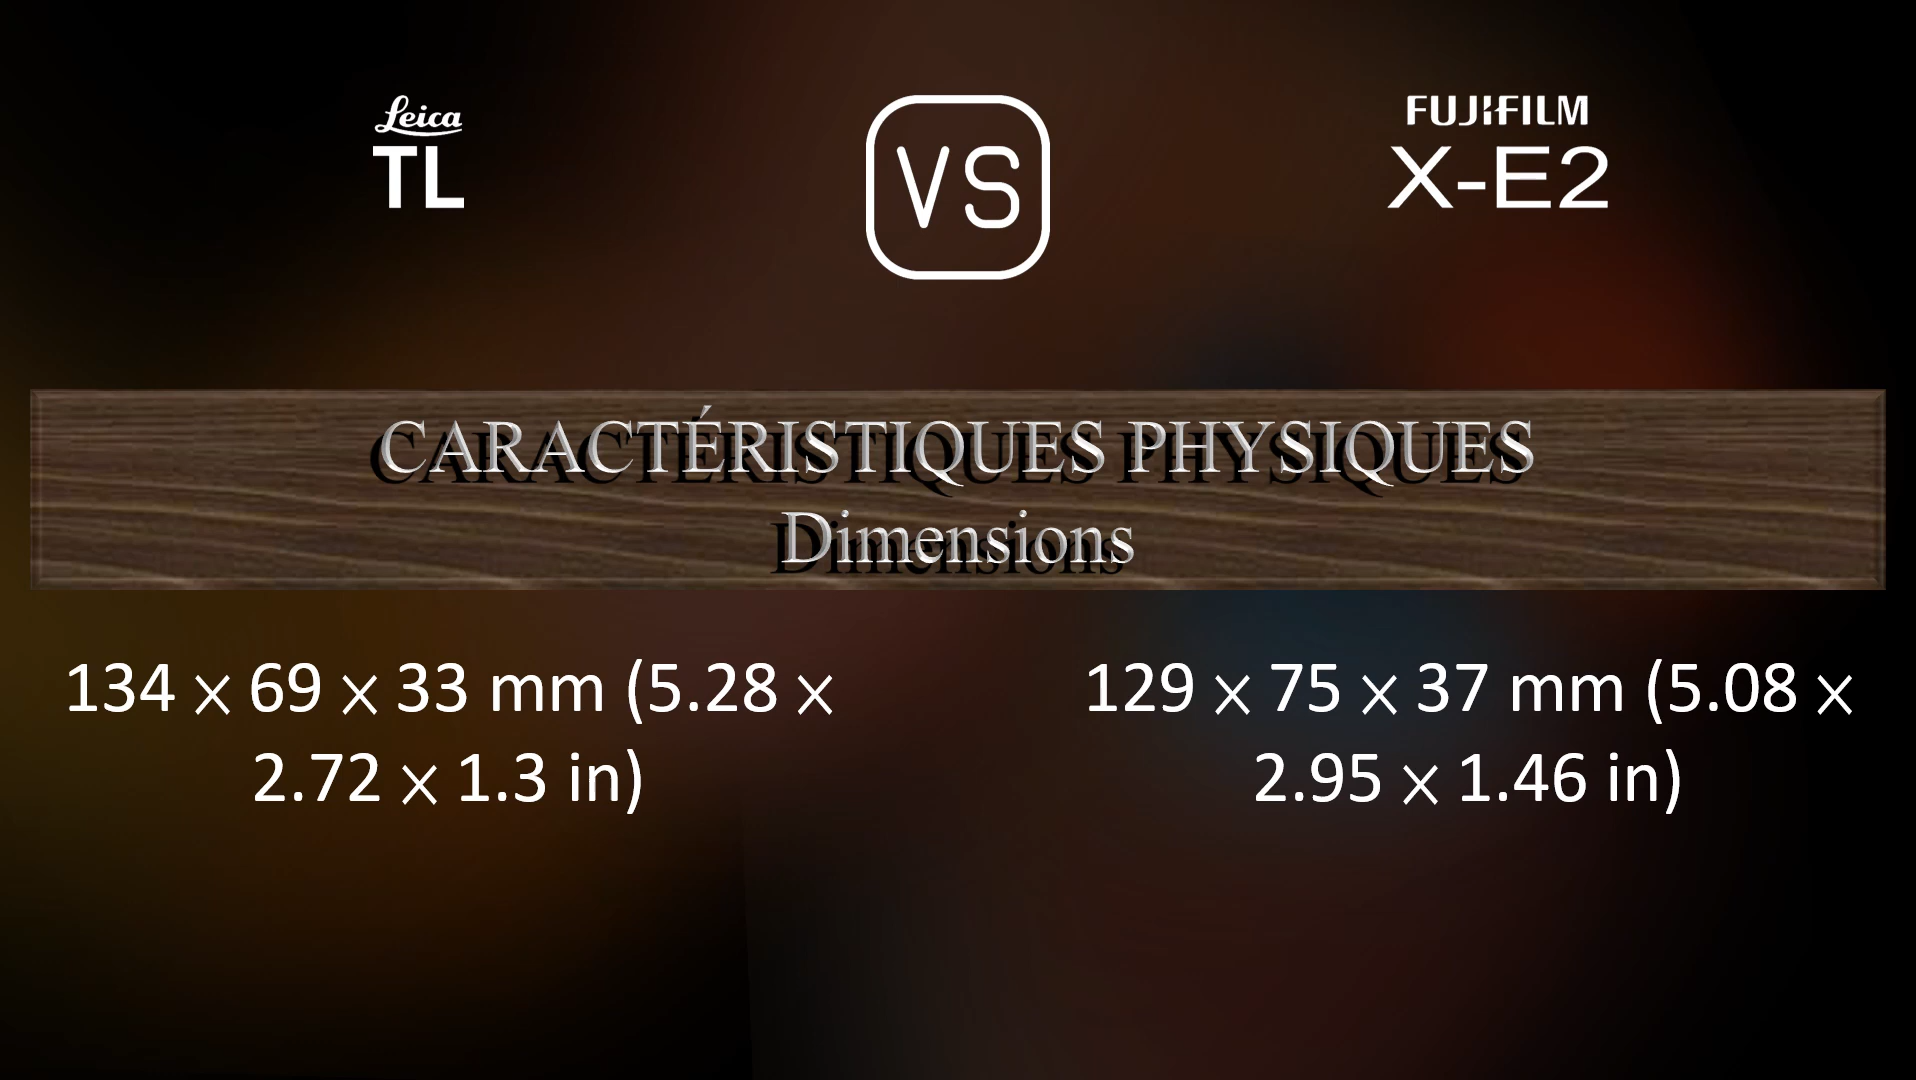 Leica
TL
VS
FUJIFILM
X-E2
CARACTÉRISTIQUES PHYSIQUES
Dimensions
134 x 69 x 33 mm (5.28 x
2.72 x 1.3 in)
129 x 75 x 37 mm (5.08 x
2.95 x 1.46 in)